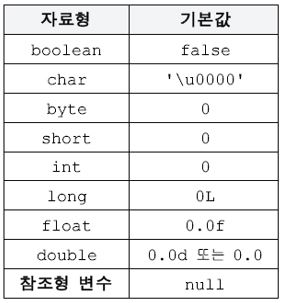 자료형 기본값
boolean false
char '\u0000'
byte 0
short 0
int 0
long 0L
float 0.0f
double 0.0d 또는 0.0
참조형 변수 null